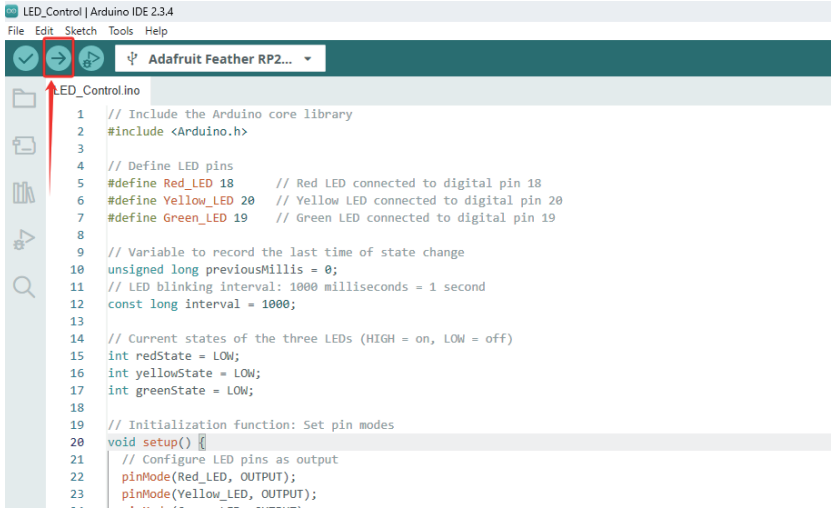 LED_Control | Arduino IDE 2.3.4
File Edit Sketch Tools Help
Adafruit Feather RP2...
LED_Control.ino
1 // Include the Arduino core library
2 #include <Arduino.h>
3
4 // Define LED pins
5 #define Red_LED 18 // Red LED connected to digital pin 18
6 #define Yellow_LED 20 // Yellow LED connected to digital pin 20
7 #define Green_LED 19 // Green LED connected to digital pin 19
8
9 // Variable to record the last time of state change
10 unsigned long previousMillis = 0;
11 // LED blinking interval: 1000 milliseconds = 1 second
12 const long interval = 1000;
13
14 // Current states of the three LEDs (HIGH = on, LOW = off)
15 int redState = LOW;
16 int yellowState = LOW;
17 int greenState = LOW;
18
19 // Initialization function: Set pin modes
20 void setup() {
21 // Configure LED pins as output
22 pinMode(Red_LED, OUTPUT);
23 pinMode(Yellow_LED, OUTPUT);